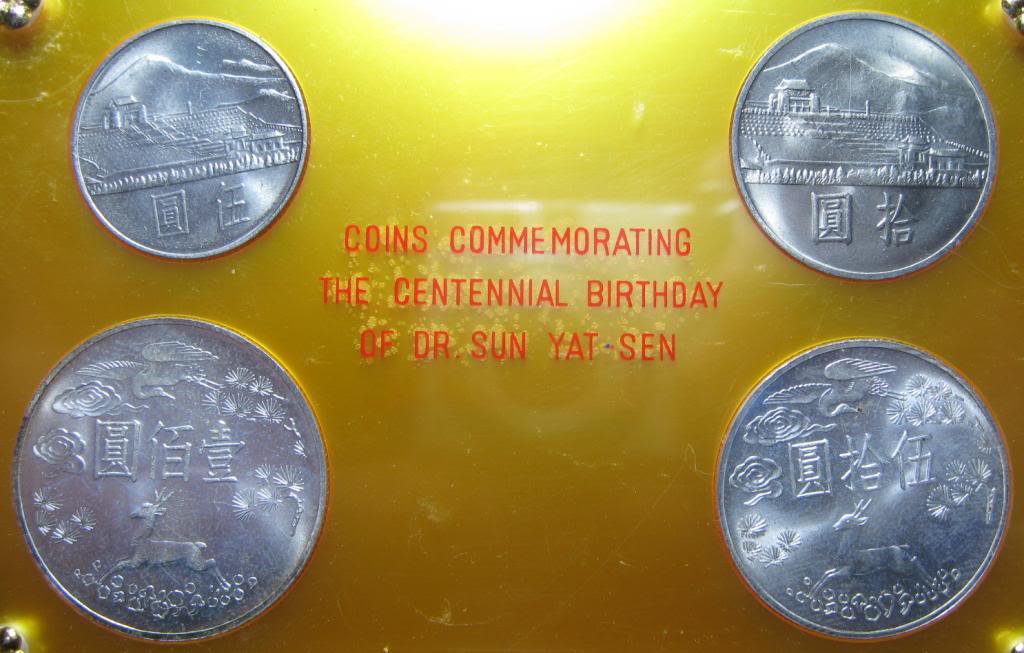 伍圓
拾圓
COINS COMMEMORATING
THE CENTENNIAL BIRTHDAY
OF DR. SUN YAT-SEN
壹佰圓
伍拾圓